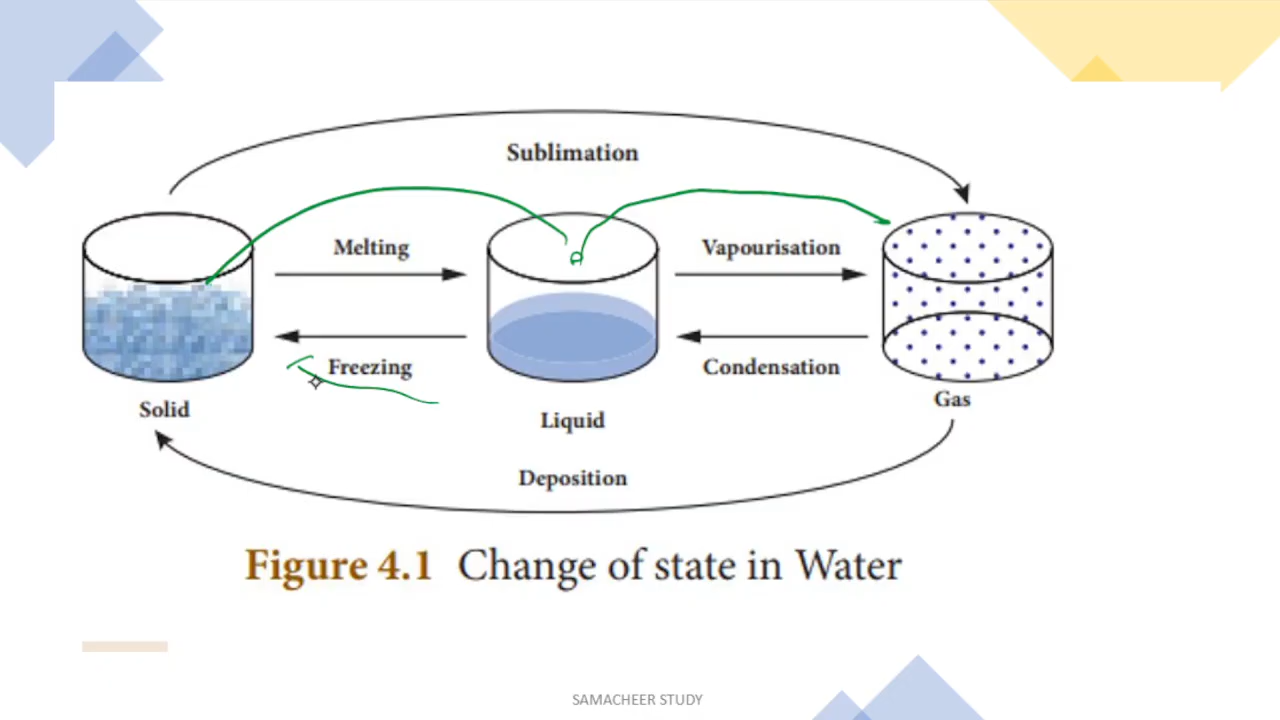 Sublimation
Melting
Vapourisation
Freezing
Condensation
Solid
Liquid
Gas
Deposition
Figure 4.1 Change of state in Water
SAMACHEER STUDY